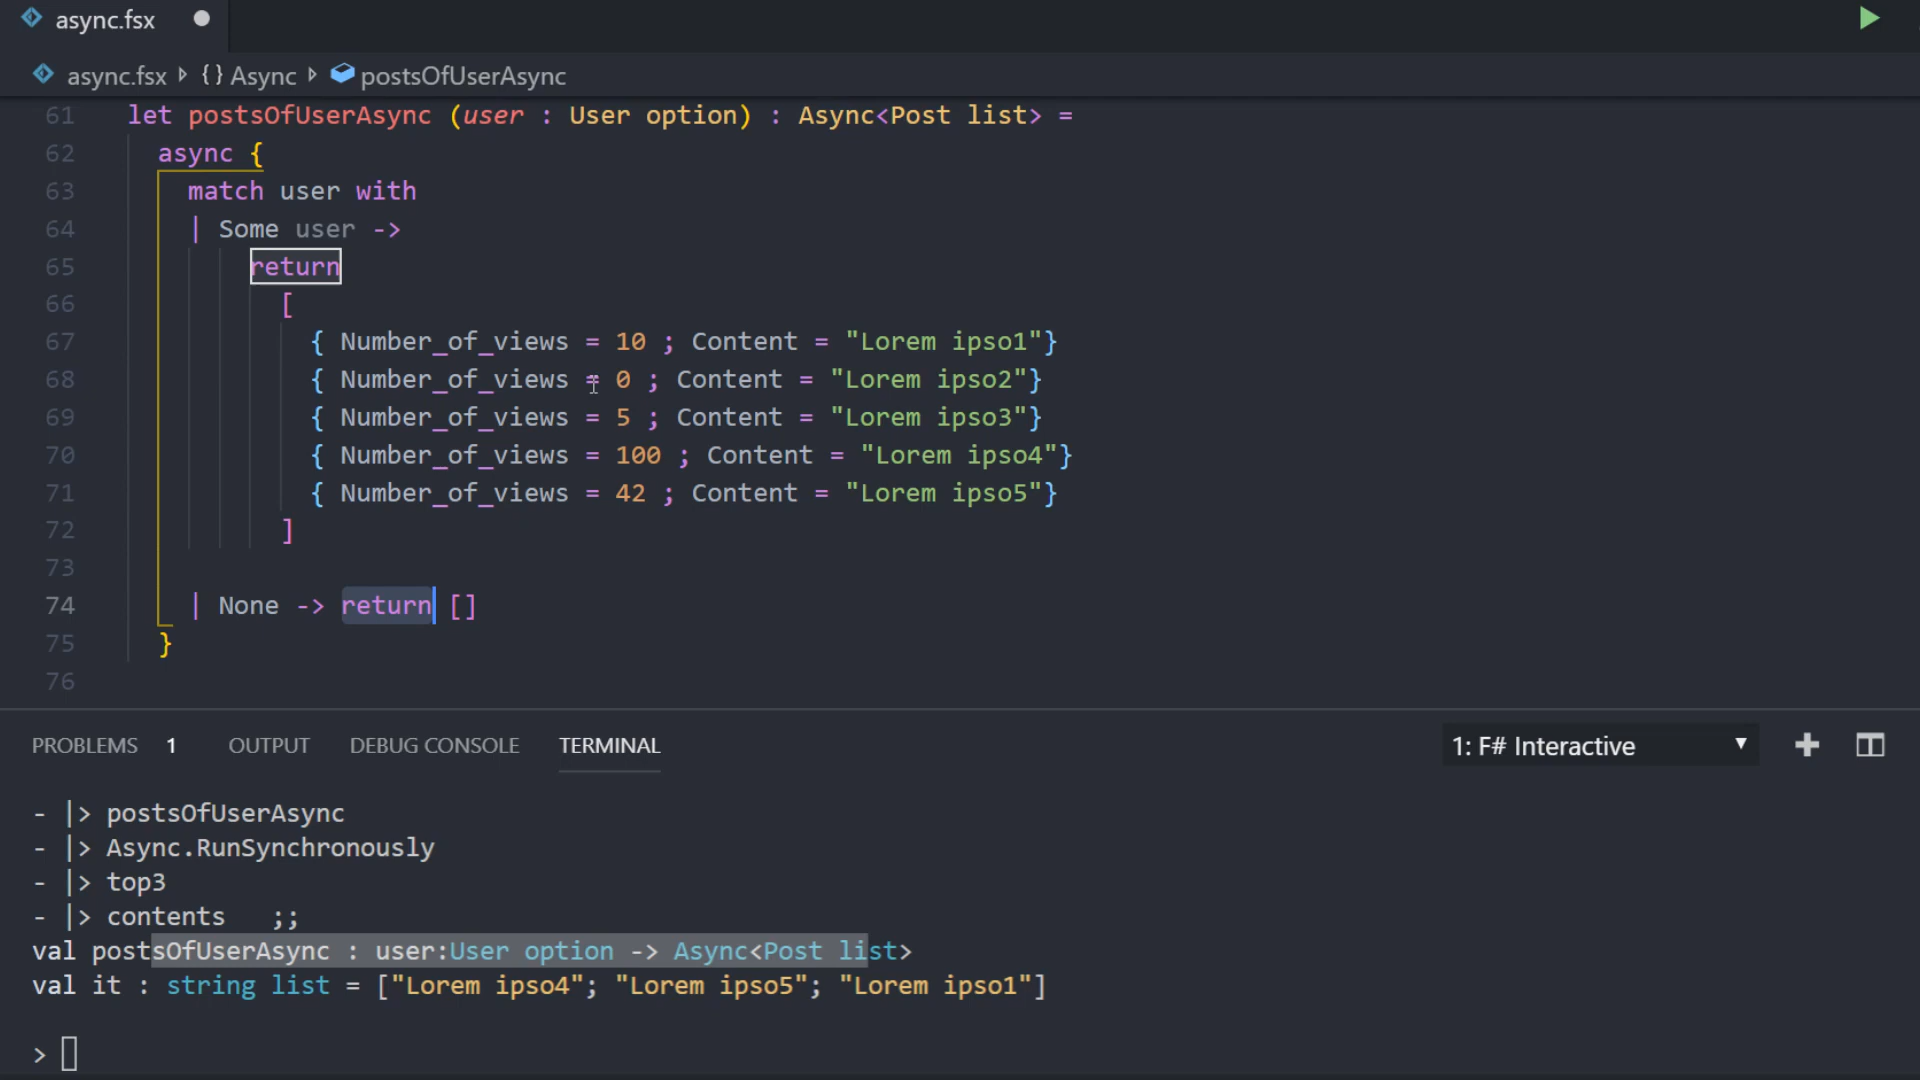 async.fsx
async.fsx {} Async postsOfUserAsync
61 let postsOfUserAsync (user : User option) : Async<Post list> =
62 async {
63 match user with
64 | Some user ->
65 return
66 [
67 { Number_of_views = 10 ; Content = "Lorem ipso1"}
68 { Number_of_views = 0 ; Content = "Lorem ipso2"}
69 { Number_of_views = 5 ; Content = "Lorem ipso3"}
70 { Number_of_views = 100 ; Content = "Lorem ipso4"}
71 { Number_of_views = 42 ; Content = "Lorem ipso5"}
72 ]
73
74 | None -> return []
75 }
76
PROBLEMS 1 OUTPUT DEBUG CONSOLE TERMINAL 1: F# Interactive
- |> postsOfUserAsync
- |> Async.RunSynchronously
- |> top3
- |> contents ;;
val postsOfUserAsync : user:User option -> Async<Post list>
val it : string list = ["Lorem ipso4"; "Lorem ipso5"; "Lorem ipso1"]
>